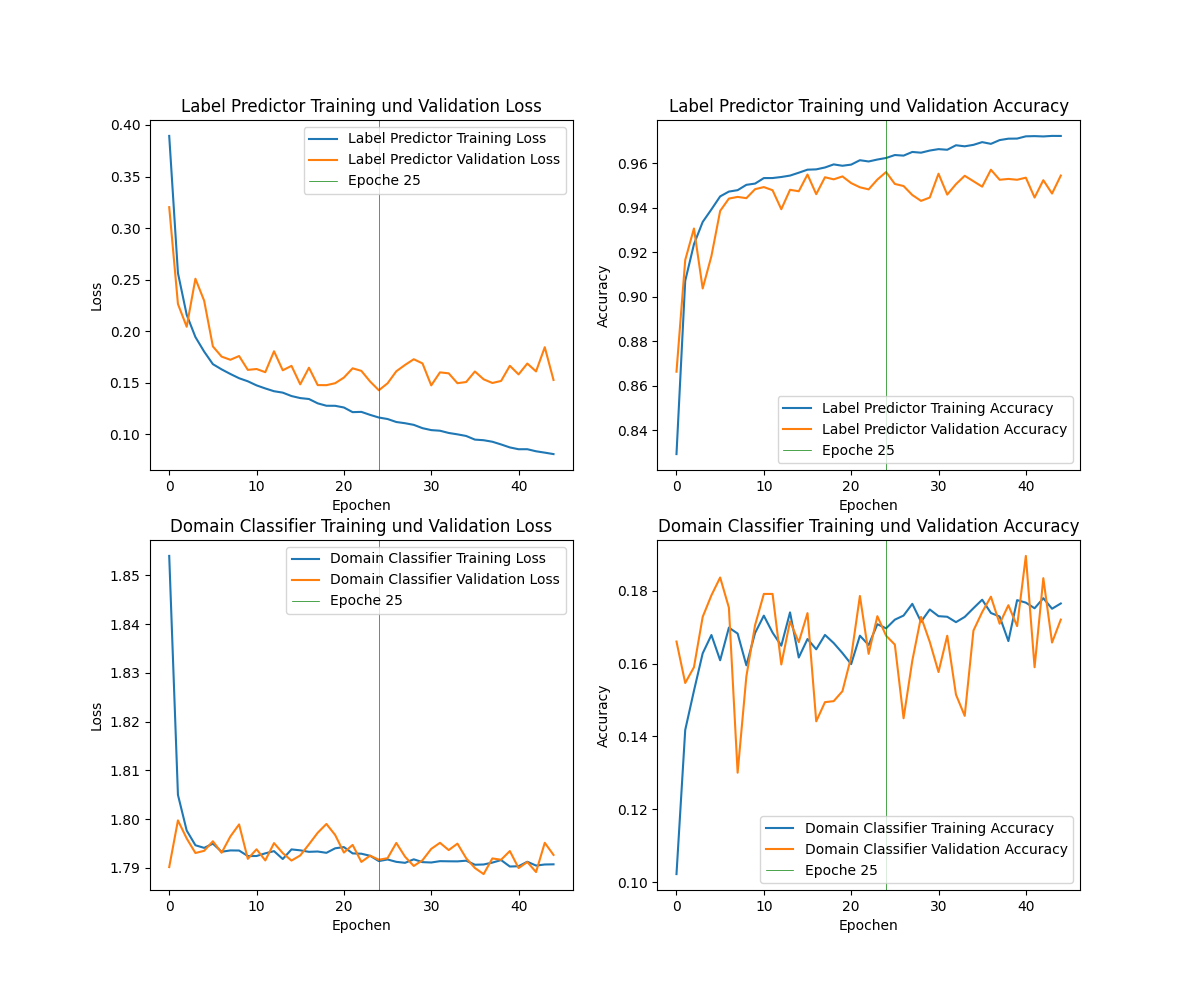 Label Predictor Training und Validation Loss
0.40
0.35
0.30
0.25
0.20
0.15
0.10
Loss
Label Predictor Training Loss
Label Predictor Validation Loss
Epoche 25
0 10 20 30 40
Epochen
Label Predictor Training und Validation Accuracy
0.96
0.94
0.92
0.90
0.88
0.86
0.84
Accuracy
Label Predictor Training Accuracy
Label Predictor Validation Accuracy
Epoche 25
0 10 20 30 40
Epochen
Domain Classifier Training und Validation Loss
1.85
1.84
1.83
1.82
1.81
1.80
1.79
Loss
Domain Classifier Training Loss
Domain Classifier Validation Loss
Epoche 25
0 10 20 30 40
Epochen
Domain Classifier Training und Validation Accuracy
0.18
0.16
0.14
0.12
0.10
Accuracy
Domain Classifier Training Accuracy
Domain Classifier Validation Accuracy
Epoche 25
0 10 20 30 40
Epochen